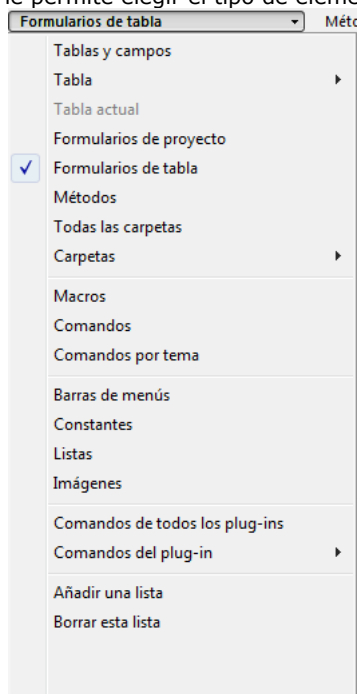 le permite elegir el tipo de eleme
Formularios de tabla Méto
Tablas y campos
Tabla
Tabla actual
Formularios de proyecto
Formularios de tabla
Métodos
Todas las carpetas
Carpetas
Macros
Comandos
Comandos por tema
Barras de menús
Constantes
Listas
Imágenes
Comandos de todos los plug-ins
Comandos del plug-in
Añadir una lista
Borrar esta lista